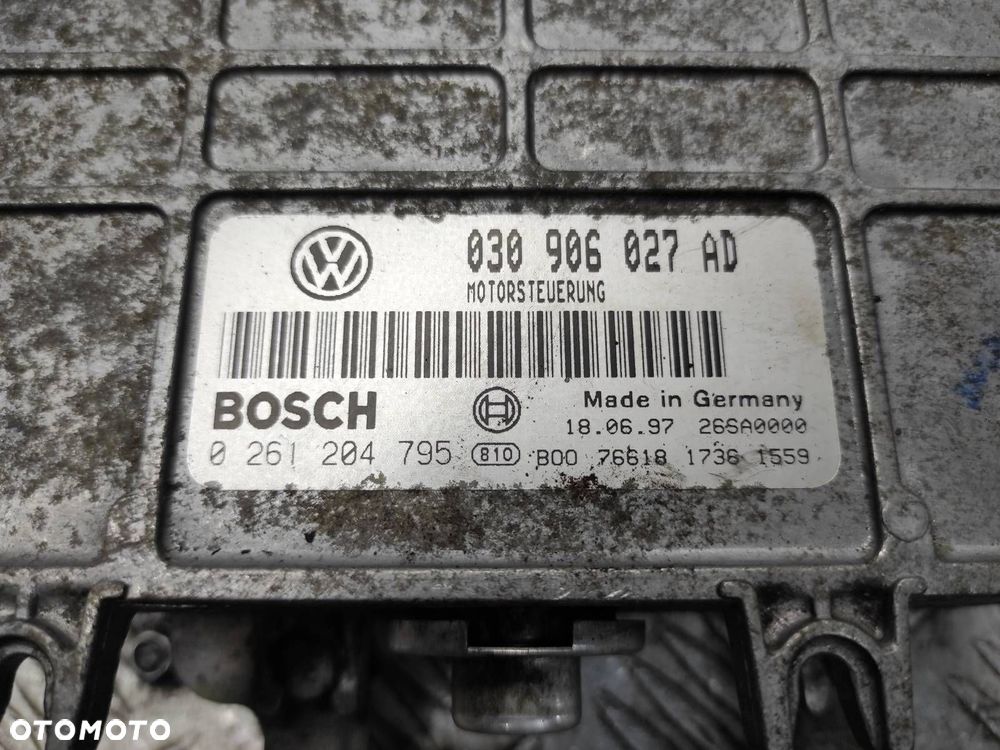 VW
030 906 027 AD
MOTORSTEUERUNG
BOSCH
Made in Germany
18.06.97 26SA0000
0 261 204 795 810 B00 76618 1736 1559
OTOMOTO